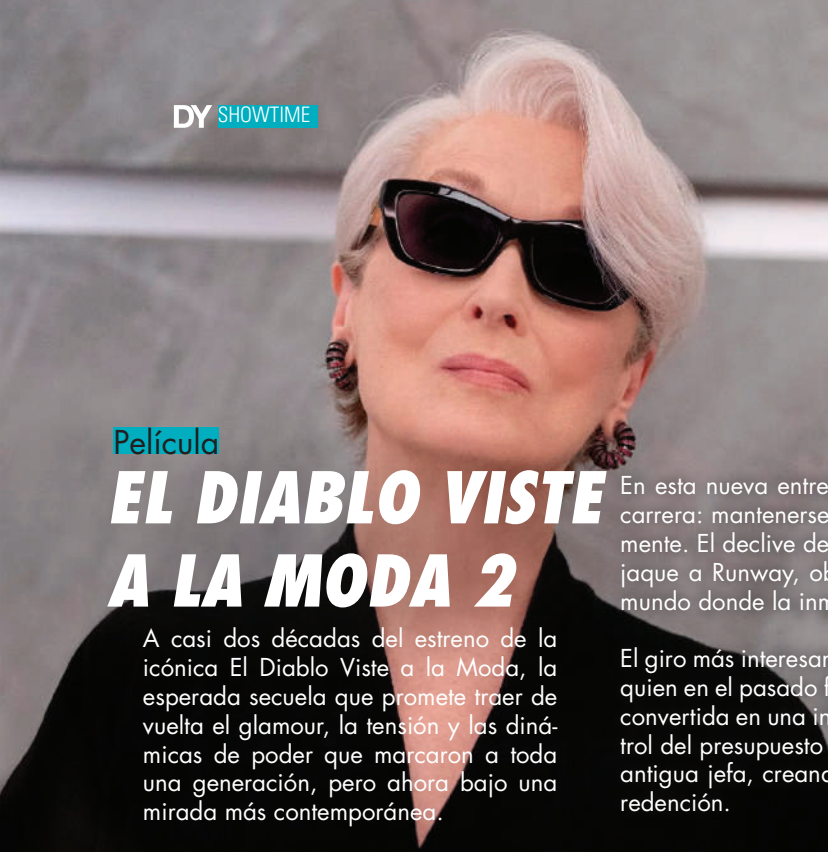 DY SHOWTIME
Película
EL DIABLO VISTE
A LA MODA 2
A casi dos décadas del estreno de la
icónica El Diablo Viste a la Moda, la
esperada secuela que promete traer de
vuelta el glamour, la tensión y las diná-
micas de poder que marcaron a toda
una generación, pero ahora bajo una
mirada más contemporánea.
En esta nueva
carrera: mantenerse
mente. El declive de
jaque a Runway,
mundo donde la
El giro más
quien en el pasado
convertida en una
trol del presupuesto
antigua jefa,
redención.